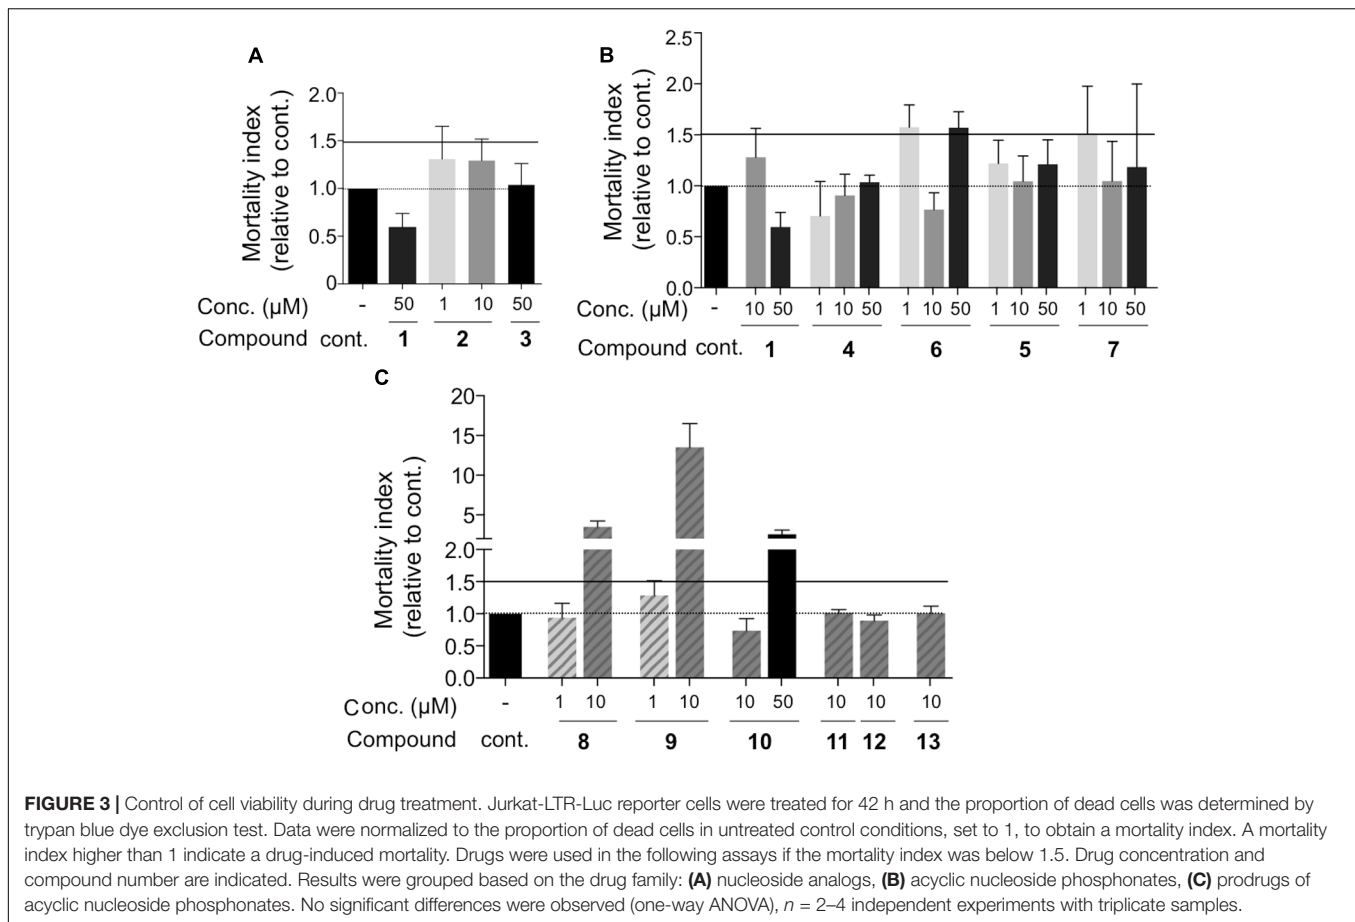 A
Mortality index
(relative to cont.)
2.0
1.5
1.0
0.5
0
Conc. (µM) - 50 1 10 50
Compound cont. 1 2 3
B
Mortality index
(relative to cont.)
2.5
2.0
1.5
1.0
0.5
0.0
Conc. (µM) - 10 50 1 10 50 1 10 50 1 10 50 1 10 50
Compound cont. 1 4 6 5 7
C
Mortality index
(relative to cont.)
20
15
10
5
2.0
1.5
1.0
0.5
0.0
Conc. (µM) - 1 10 1 10 10 50 10 10 10
Compound cont. 8 9 10 11 12 13
FIGURE 3 | Control of cell viability during drug treatment. Jurkat-LTR-Luc reporter cells were treated for 42 h and the proportion of dead cells was determined by
trypan blue dye exclusion test. Data were normalized to the proportion of dead cells in untreated control conditions, set to 1, to obtain a mortality index. A mortality
index higher than 1 indicate a drug-induced mortality. Drugs were used in the following assays if the mortality index was below 1.5. Drug concentration and
compound number are indicated. Results were grouped based on the drug family: (A) nucleoside analogs, (B) acyclic nucleoside phosphonates, (C) prodrugs of
acyclic nucleoside phosphonates. No significant differences were observed (one-way ANOVA), n = 2–4 independent experiments with triplicate samples.